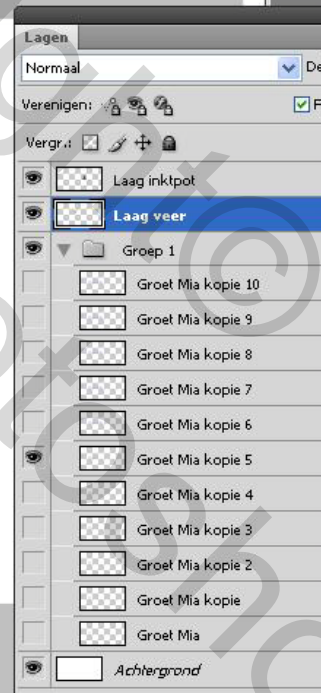 Lagen
Normaal
De
Verenigen:
F
Vergr.:
Laag inktpot
Laag veer
Groep 1
Groet Mia kopie 10
Groet Mia kopie 9
Groet Mia kopie 8
Groet Mia kopie 7
Groet Mia kopie 6
Groet Mia kopie 5
Groet Mia kopie 4
Groet Mia kopie 3
Groet Mia kopie 2
Groet Mia kopie
Groet Mia
Achtergrond